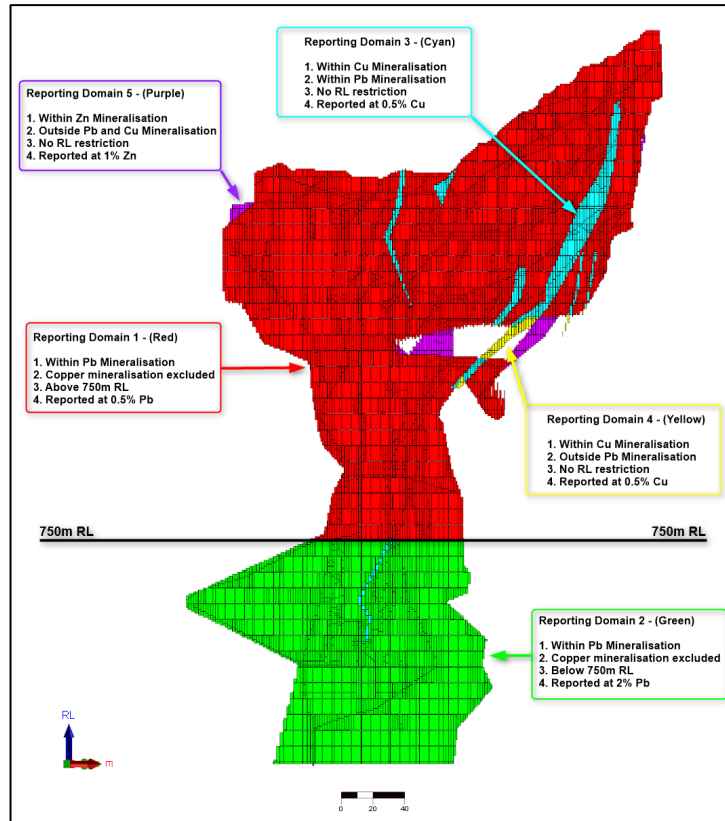 Reporting Domain 3 - (Cyan)
1. Within Cu Mineralisation
2. Within Pb Mineralisation
3. No RL restriction
4. Reported at 0.5% Cu
Reporting Domain 5 - (Purple)
1. Within Zn Mineralisation
2. Outside Pb and Cu Mineralisation
3. No RL restriction
4. Reported at 1% Zn
Reporting Domain 1 - (Red)
1. Within Pb Mineralisation
2. Copper mineralisation excluded
3. Above 750m RL
4. Reported at 0.5% Pb
Reporting Domain 4 - (Yellow)
1. Within Cu Mineralisation
2. Outside Pb Mineralisation
3. No RL restriction
4. Reported at 0.5% Cu
750m RL
750m RL
Reporting Domain 2 - (Green)
1. Within Pb Mineralisation
2. Copper mineralisation excluded
3. Below 750m RL
4. Reported at 2% Pb
RL
E
0 20 40